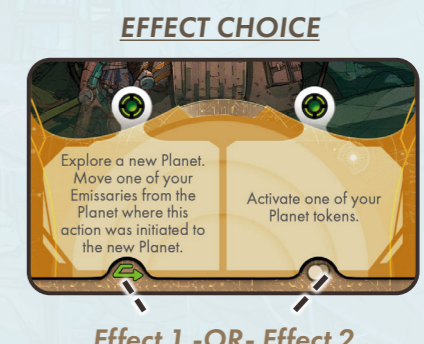 EFFECT CHOICE
Explore a new Planet.
Move one of your
Emissaries from the
Planet where this
action was initiated to
the new Planet.
Activate one of your
Planet tokens.
Effect 1 -OR- Effect 2